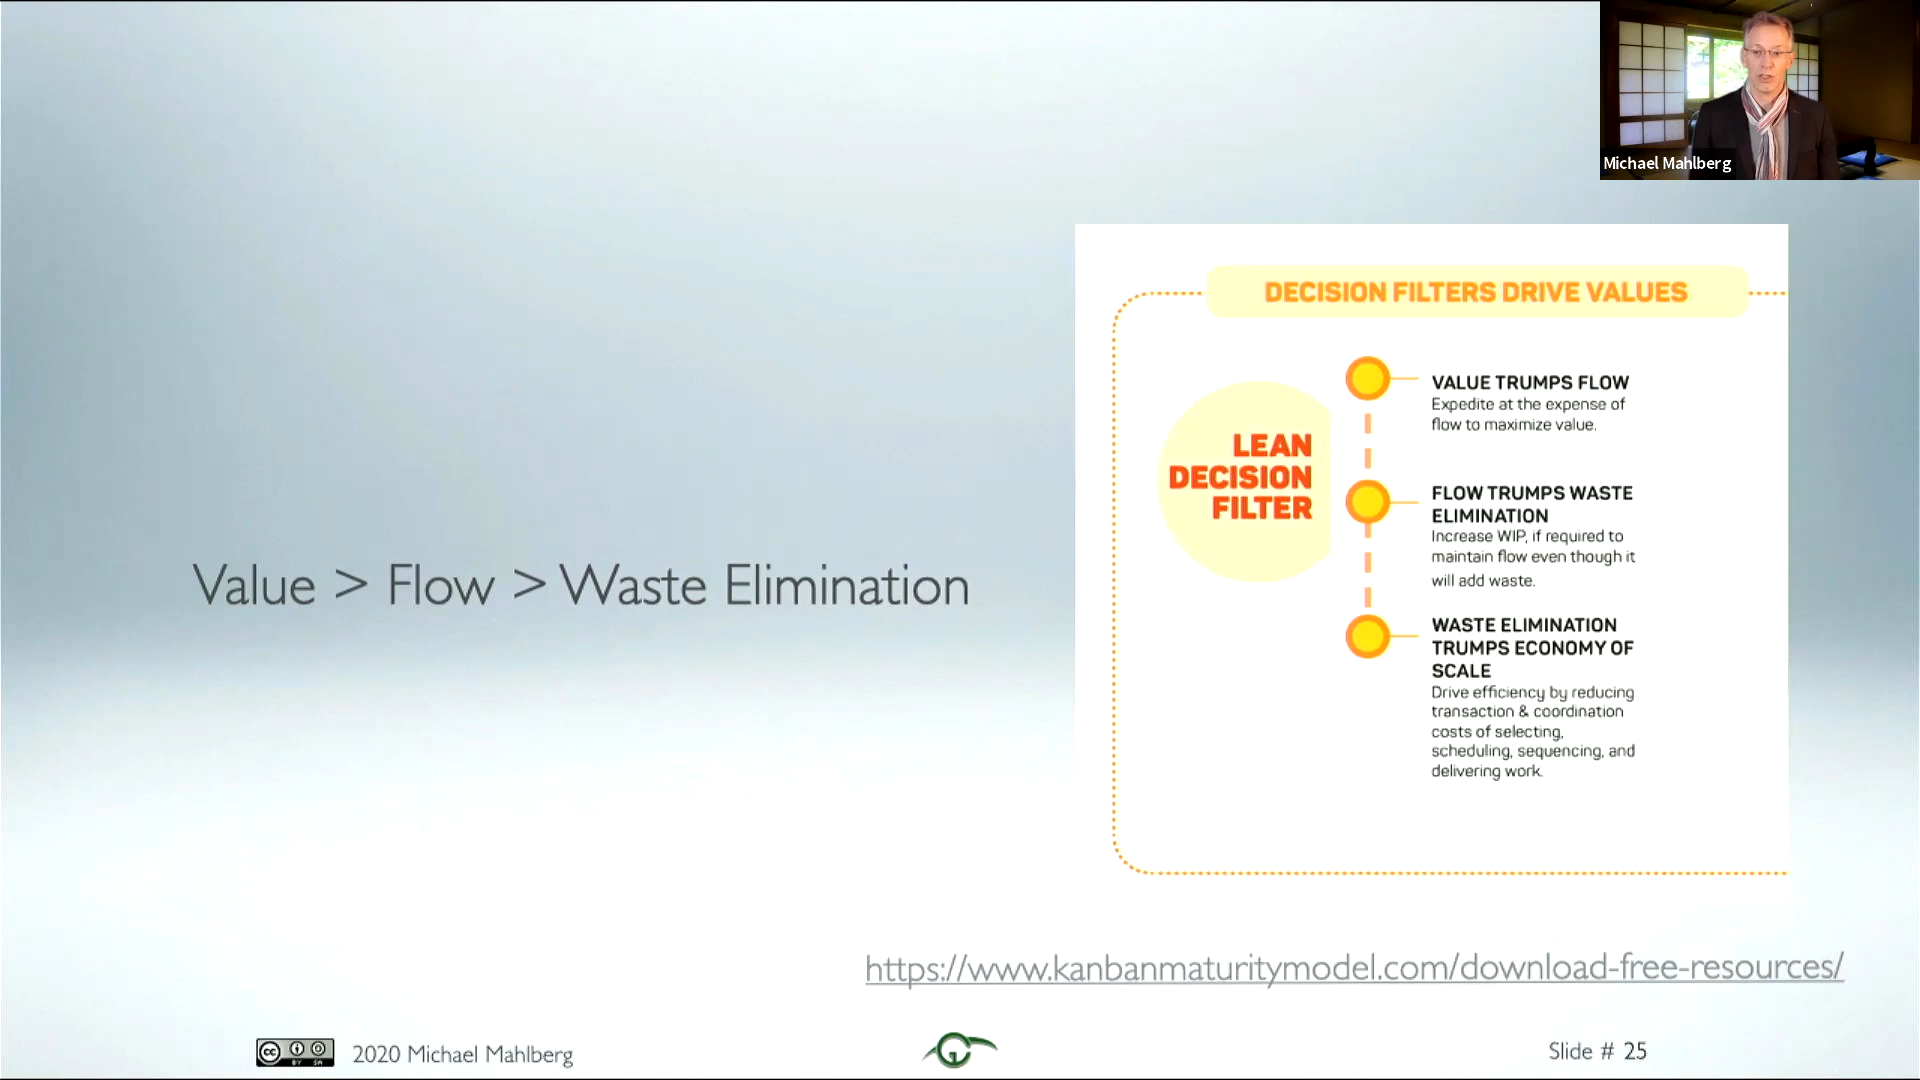 Michael Mahlberg
DECISION FILTERS DRIVE VALUES
LEAN
DECISION
FILTER
VALUE TRUMPS FLOW
Expedite at the expense of
flow to maximize value.
FLOW TRUMPS WASTE
ELIMINATION
Increase WIP, if required to
maintain flow even though it
will add waste.
WASTE ELIMINATION
TRUMPS ECONOMY OF
SCALE
Drive efficiency by reducing
transaction & coordination
costs of selecting,
scheduling, sequencing, and
delivering work.
Value > Flow > Waste Elimination
https://www.kanbanmaturitymodel.com/download-free-resources/
cc BY SA
2020 Michael Mahlberg
Slide # 25